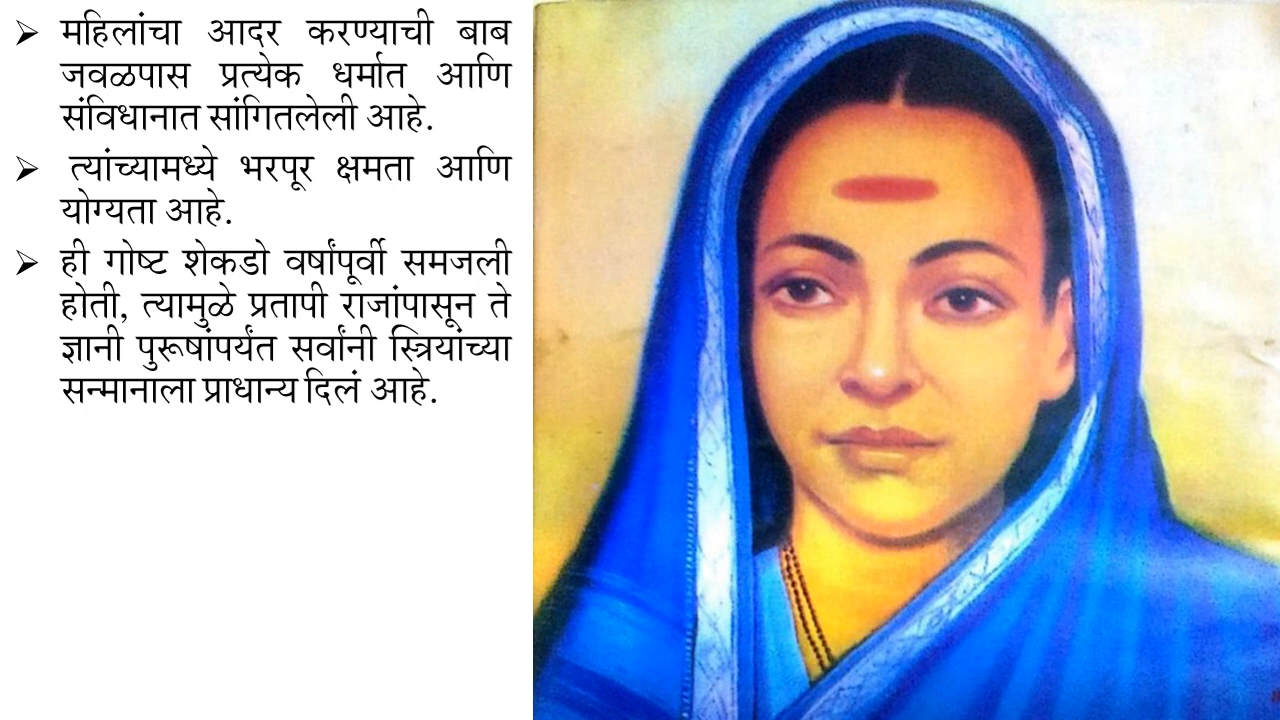 ➢ महिलांचा आदर करण्याची बाब
जवळपास प्रत्येक धर्मात आणि
संविधानात सांगितलेली आहे.
➢ त्यांच्यामध्ये भरपूर क्षमता आणि
योग्यता आहे.
➢ ही गोष्ट शेकडो वर्षांपूर्वी समजली
होती, त्यामुळे प्रतापी राजांपासून ते
ज्ञानी पुरूषांपर्यंत सर्वांनी स्त्रियांच्या
सन्मानाला प्राधान्य दिलं आहे.